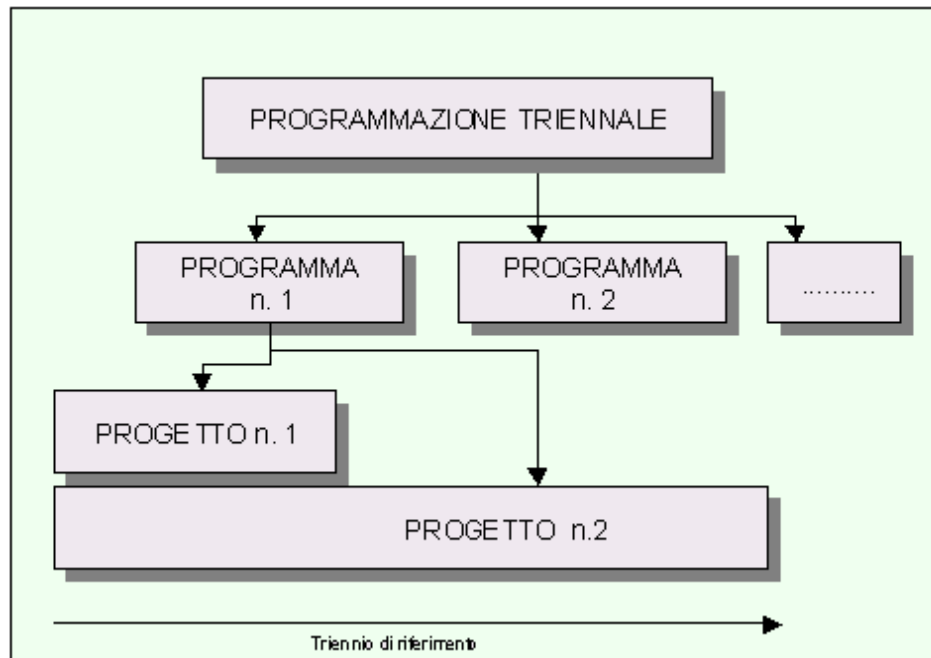 PROGRAMMAZIONE TRIENNALE
PROGRAMMA
n. 1
PROGRAMMA
n. 2
..........
PROGETTO n. 1
PROGETTO n.2
Triennio di riferimento